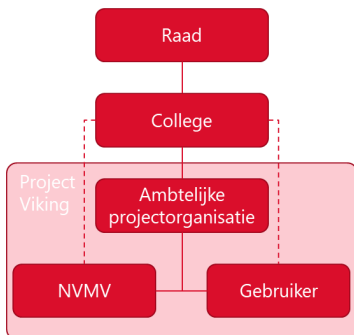 Raad
College
Project
Viking
Ambtelijke
projectorganisatie
NVMV
Gebruiker